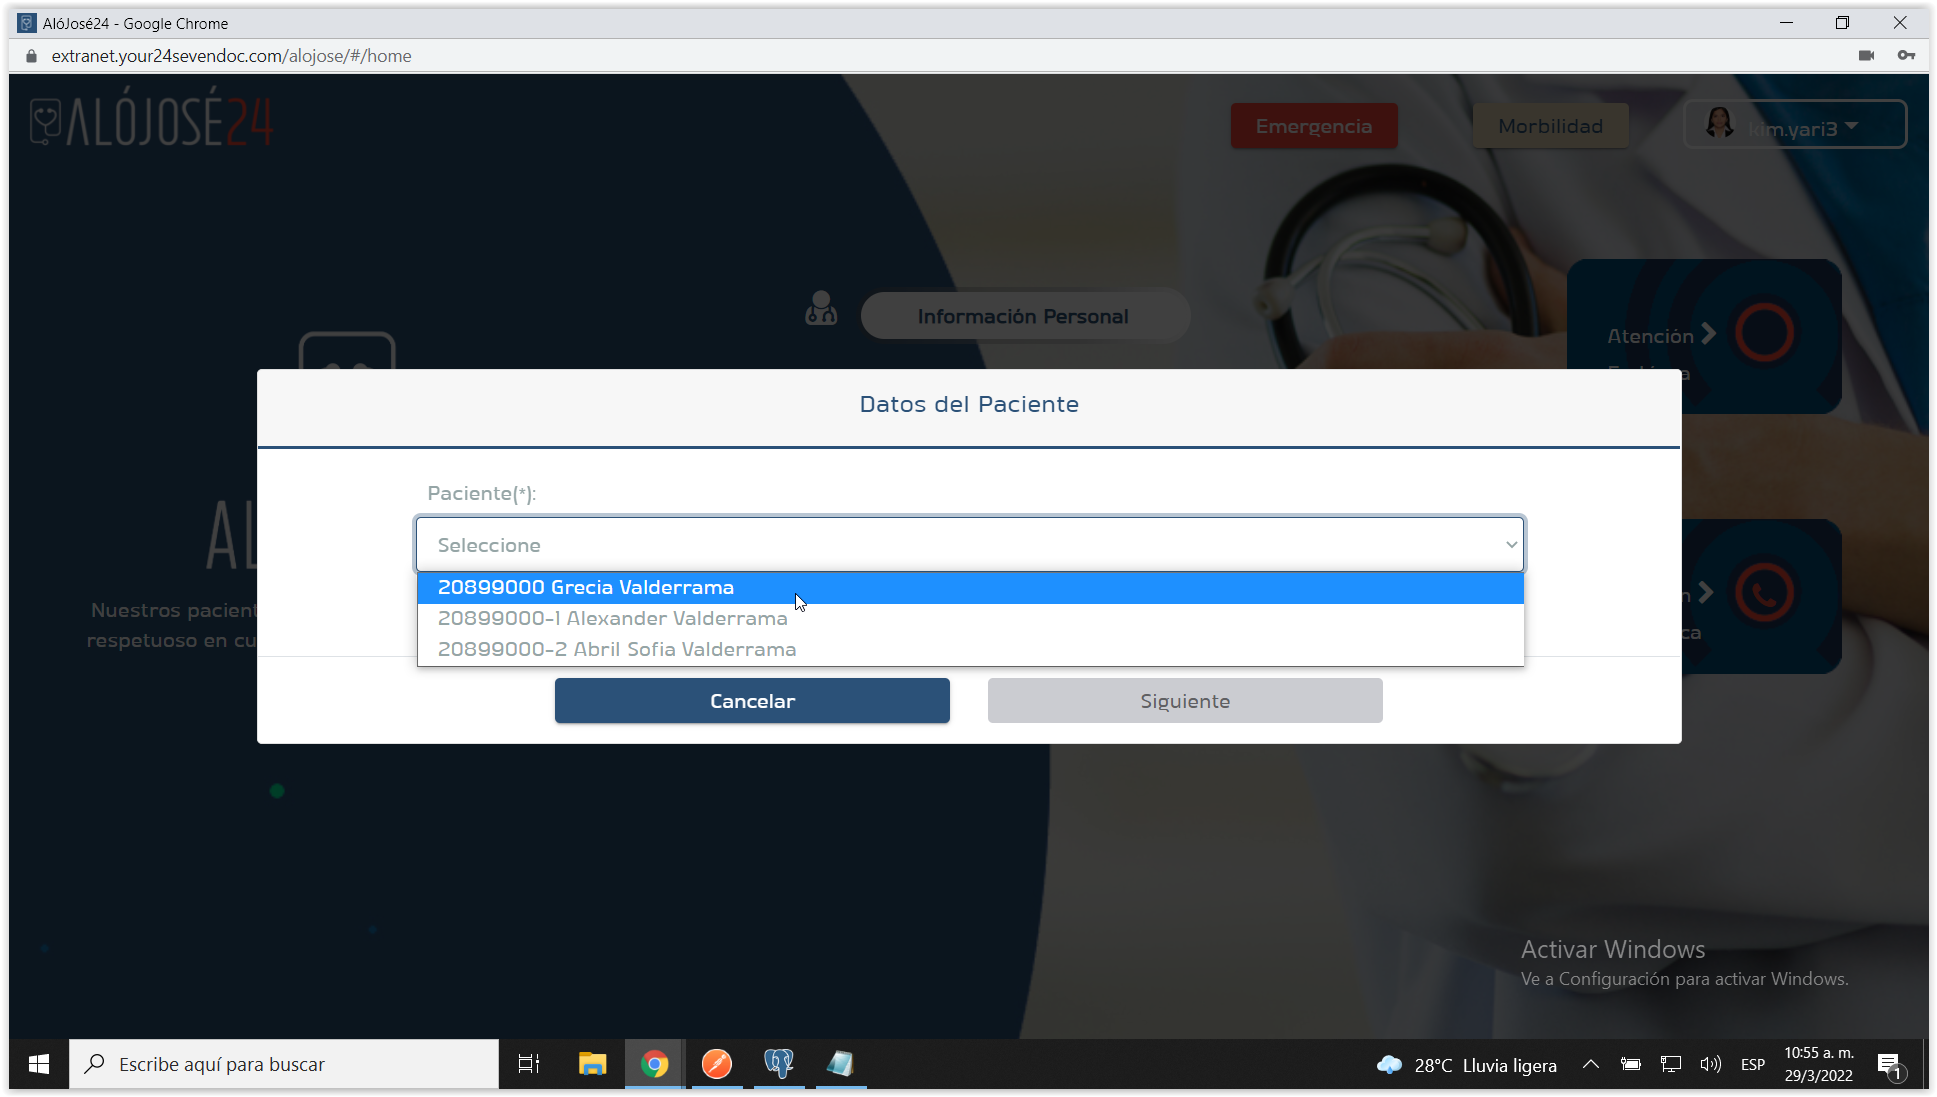 AlóJosé24 - Google Chrome
extranet.your24sevendoc.com/alojose/#/home
ALÓJOSÉ24
Emergencia
Morbilidad
kim.yari3
Información Personal
Atención
Datos del Paciente
Paciente(*):
Seleccione
20899000 Grecia Valderrama
20899000-1 Alexander Valderrama
20899000-2 Abril Sofia Valderrama
AL
Nuestros pacient
respetuoso en cu
n
ca
Cancelar
Siguiente
Activar Windows
Ve a Configuración para activar Windows.
Escribe aquí para buscar
28°C Lluvia ligera
ESP
10:55 a. m.
29/3/2022
1